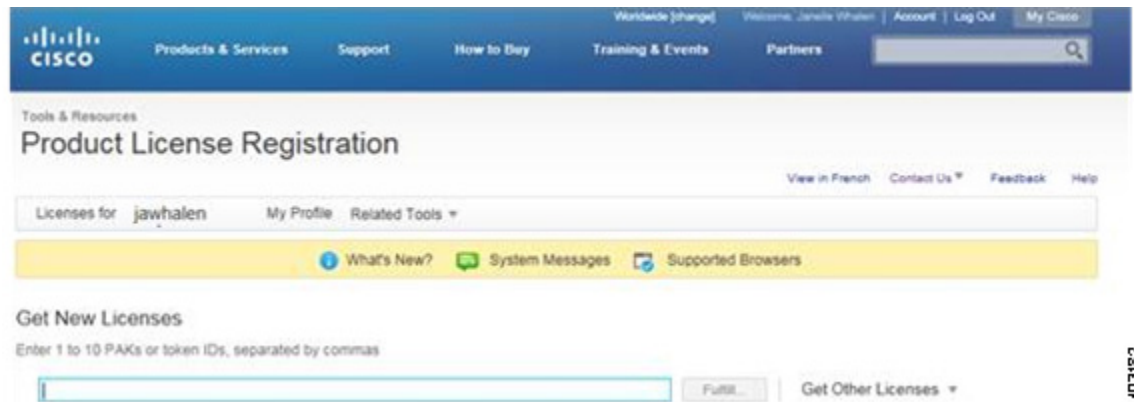 Worldwide [change] Welcome, Janelle Whalen | Account | Log Out My Cisco
CISCO Products & Services Support How to Buy Training & Events Partners
Tools & Resources
Product License Registration
View in French Contact Us Feedback Help
Licenses for jawhalen My Profile Related Tools
What's New? System Messages Supported Browsers
Get New Licenses
Enter 1 to 10 PAKs or token IDs, separated by commas
Fulfill... Get Other Licenses